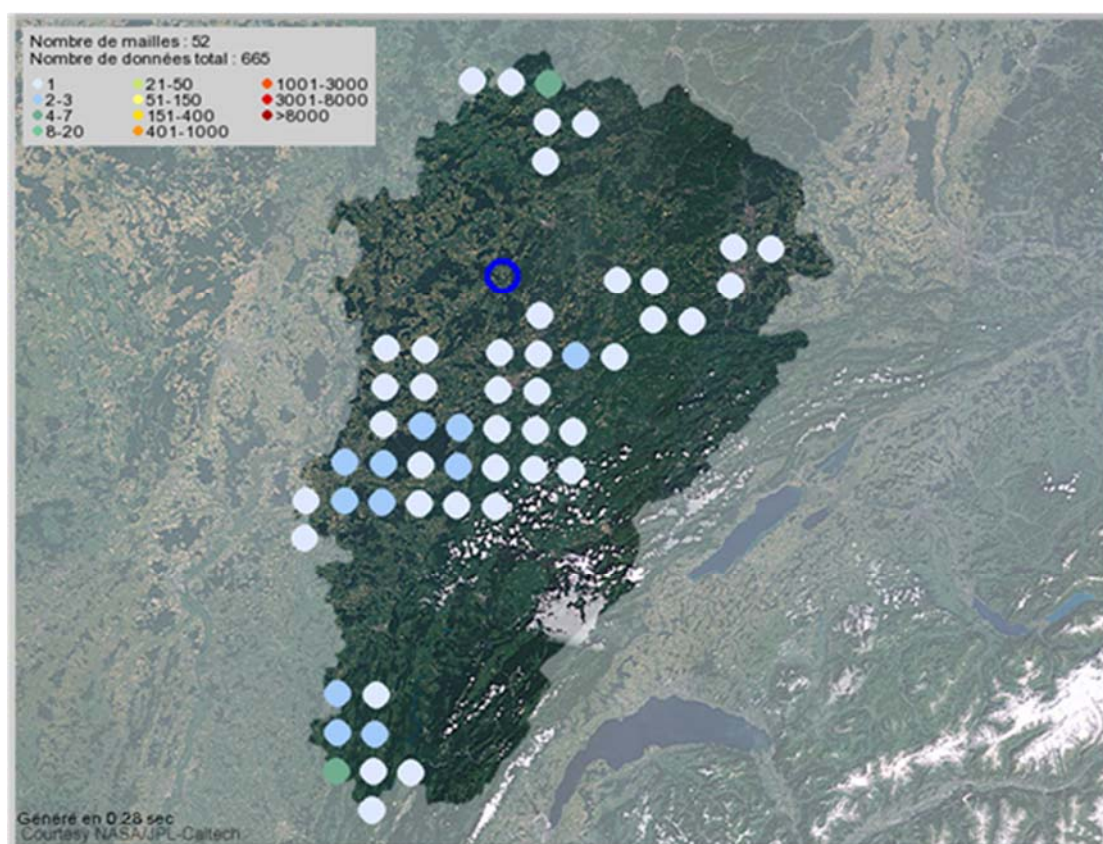 Nombre de mailles : 52
Nombre de données total : 665
1 21-50 1001-3000
2-3 51-150 3001-8000
4-7 151-400 >8000
8-20 401-1000
Généré en 0.28 sec
Courtesy NASA/JPL-Caltech